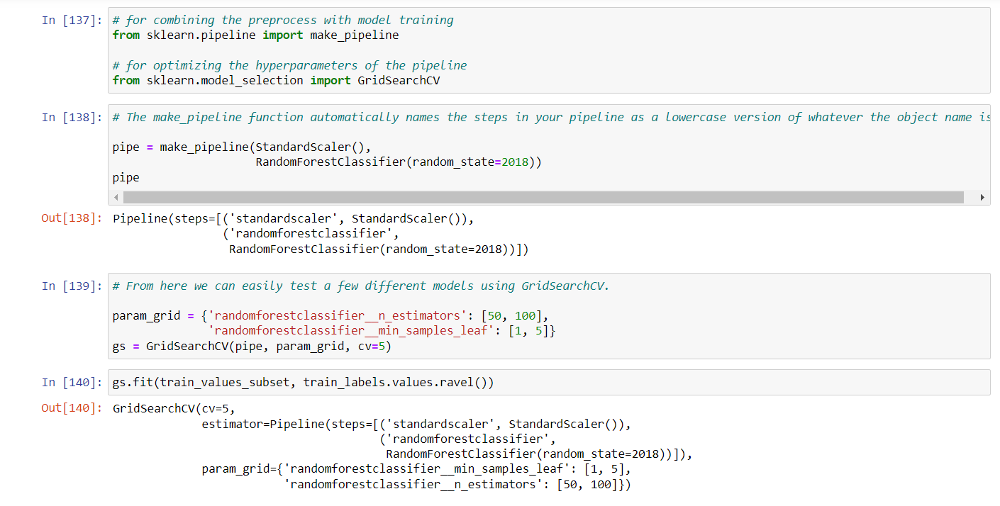 In [137]: # for combining the preprocess with model training
from sklearn.pipeline import make_pipeline
# for optimizing the hyperparameters of the pipeline
from sklearn.model_selection import GridSearchCV
In [138]: # The make_pipeline function automatically names the steps in your pipeline as a lowercase version of whatever the object name is
pipe = make_pipeline(StandardScaler(),
RandomForestClassifier(random_state=2018))
pipe
Out[138]: Pipeline(steps=[('standardscaler', StandardScaler()),
('randomforestclassifier',
RandomForestClassifier(random_state=2018))])
In [139]: # From here we can easily test a few different models using GridSearchCV.
param_grid = {'randomforestclassifier__n_estimators': [50, 100],
'randomforestclassifier__min_samples_leaf': [1, 5]}
gs = GridSearchCV(pipe, param_grid, cv=5)
In [140]: gs.fit(train_values_subset, train_labels.values.ravel())
Out[140]: GridSearchCV(cv=5,
estimator=Pipeline(steps=[('standardscaler', StandardScaler()),
('randomforestclassifier',
RandomForestClassifier(random_state=2018))]),
param_grid={'randomforestclassifier__min_samples_leaf': [1, 5],
'randomforestclassifier__n_estimators': [50, 100]})